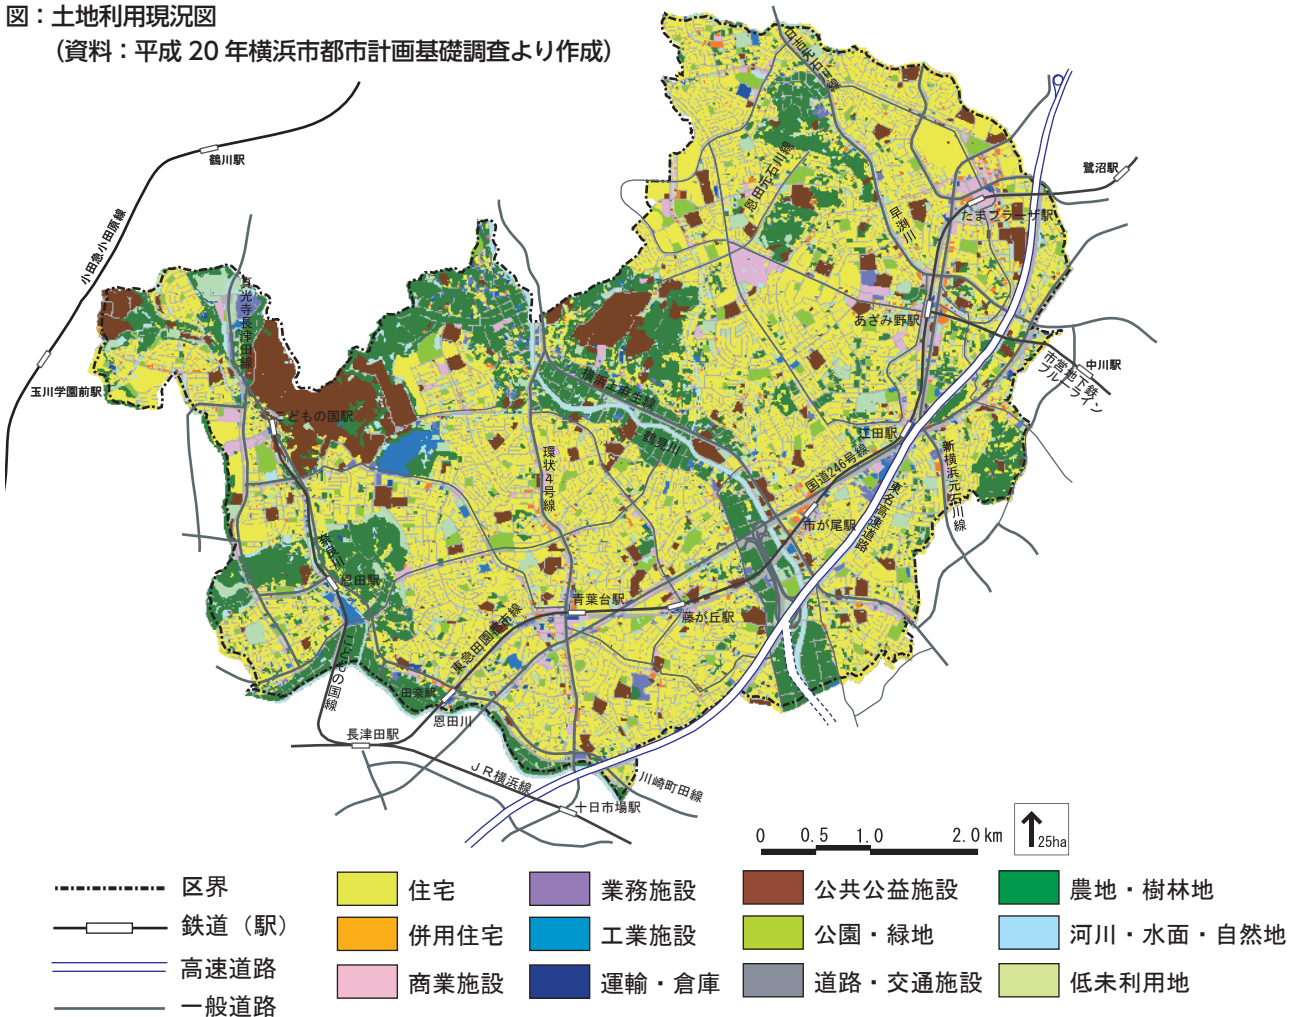 図：土地利用現況図
（資料：平成 20 年横浜市都市計画基礎調査より作成）
鶴川駅
小田急小田原線
玉川学園前駅
真光寺長津田線
こどもの国駅
恩田駅
こどもの国線
長津田駅
田奈駅
恩田川
東急田園都市線
JR横浜線
十日市場駅
川崎町田線
青葉台駅
藤が丘駅
環状4号線
横浜上麻生線
鶴見川
国道246号線
市が尾駅
東名高速道路
江田駅
新横浜元石川線
あざみ野駅
早渕川
恩田元石川線
たまプラーザ駅
鷺沼駅
中川駅
市営地下鉄
ブルーライン
0 0.5 1.0 2.0 km
25ha
区界
鉄道（駅）
高速道路
一般道路
住宅
併用住宅
商業施設
業務施設
工業施設
運輸・倉庫
公共公益施設
公園・緑地
道路・交通施設
農地・樹林地
河川・水面・自然地
低未利用地